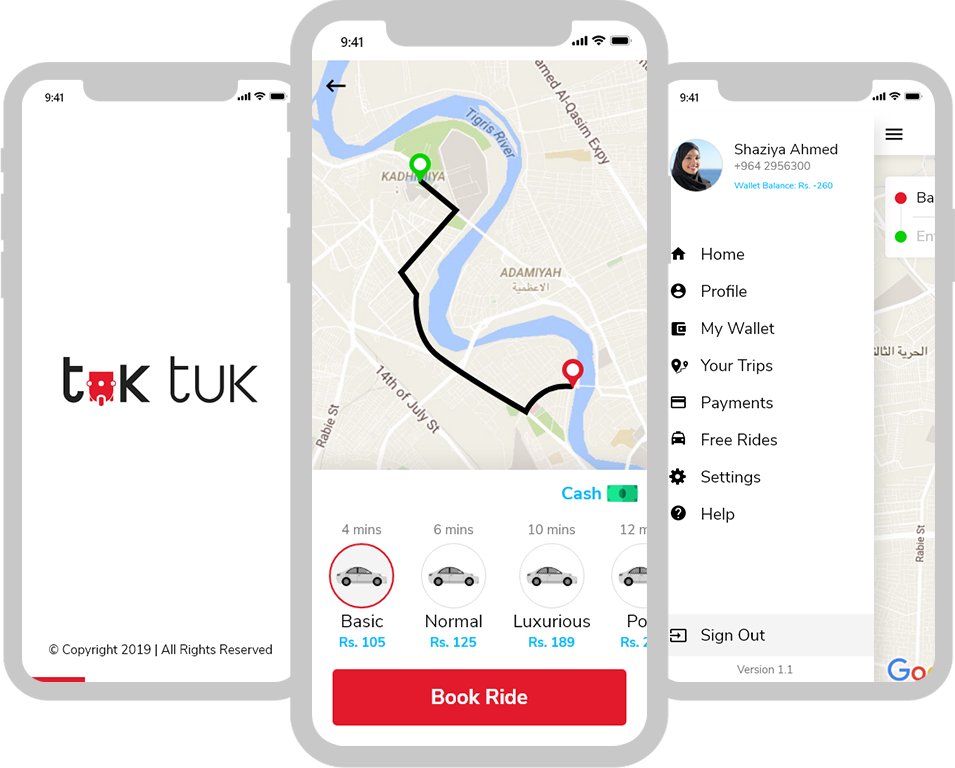 9:41
tuk tuk
© Copyright 2019 | All Rights Reserved
9:41
amed Al-Qasim Expy
Tigris River
KADHIMIYA
ADAMIYAH
الاعظمية
14th of July St
Rabie St
Cash
4 mins
6 mins
10 mins
12 m
Basic
Normal
Luxurious
Po
Rs. 105
Rs. 125
Rs. 189
Rs. 2
Book Ride
9:41
Shaziya Ahmed
+964 2956300
Wallet Balance: Rs. -260
Ba
Ent
Home
Profile
My Wallet
Your Trips
الحرية الثالث
Payments
Free Rides
Settings
Help
Rabie St
Sign Out
Version 1.1
Goo